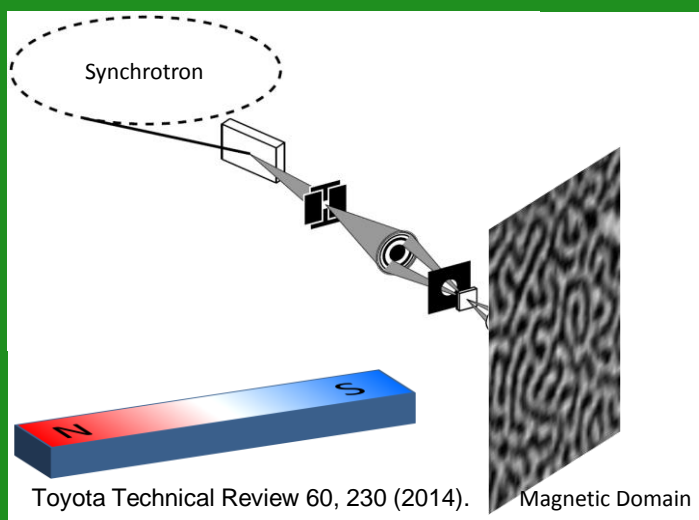 Synchrotron
N
S
Toyota Technical Review 60, 230 (2014).
Magnetic Domain